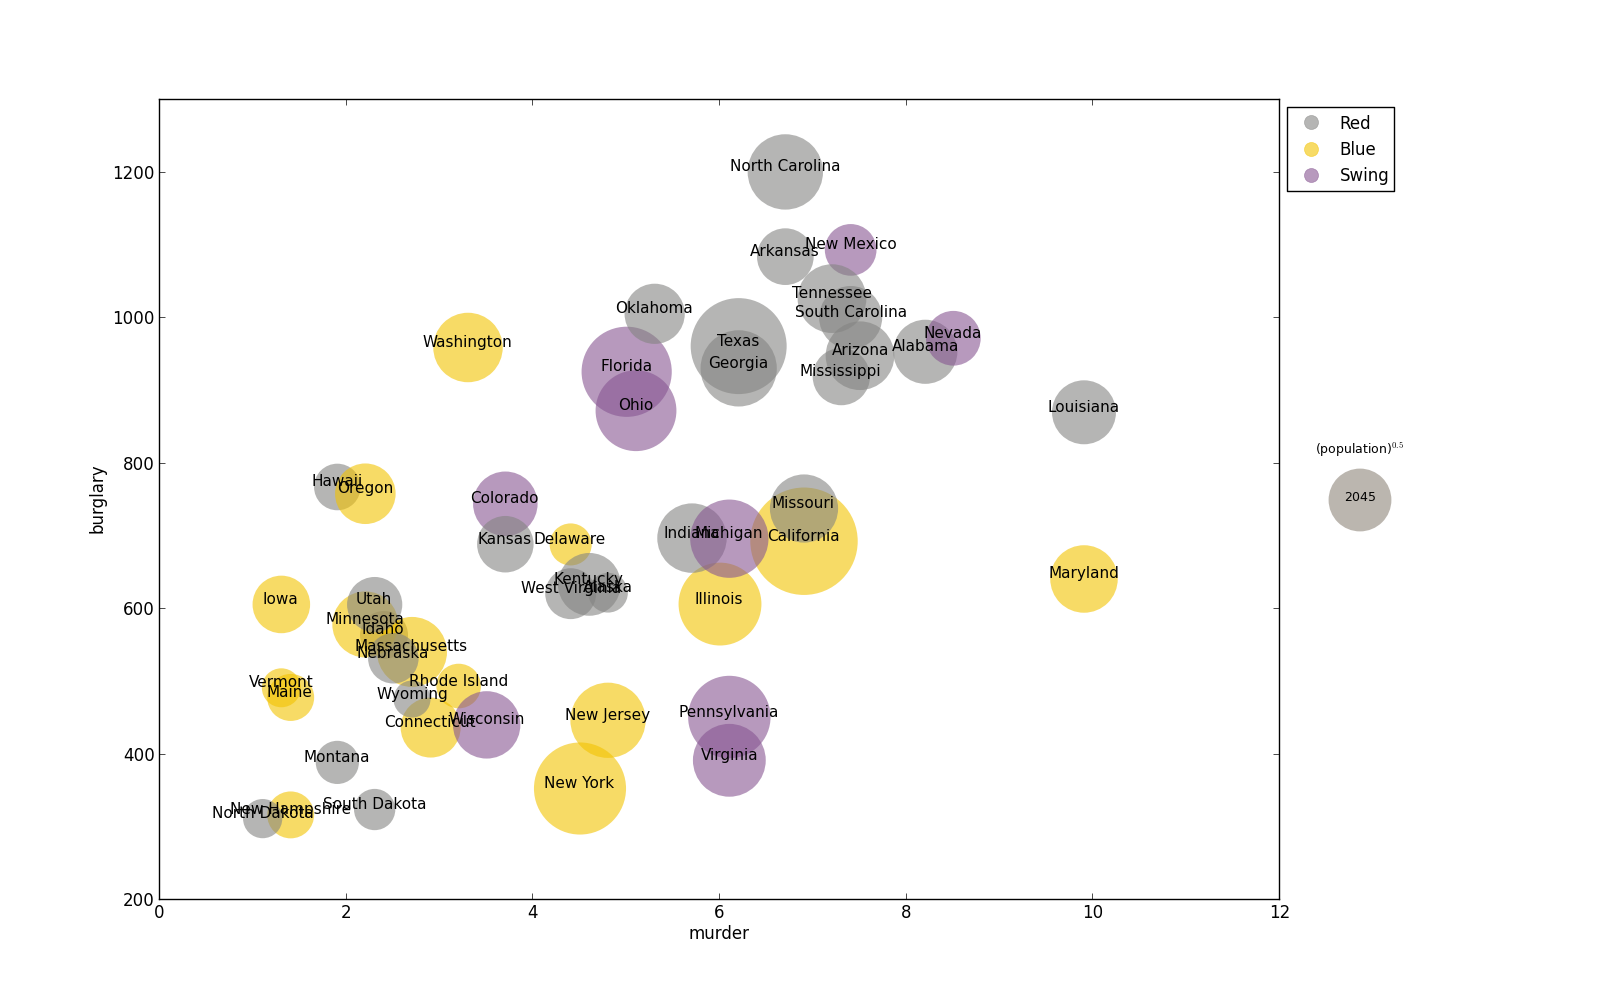 1200
1000
800
600
400
200
0
2
4
6
8
10
12
burglary
murder
North Carolina
Arkansas
New Mexico
Tennessee
Oklahoma
South Carolina
Washington
Texas
Nevada
Alabama
Arizona
Georgia
Florida
Mississippi
Ohio
Louisiana
Hawaii
Oregon
Colorado
Missouri
Kansas
Delaware
Indiana
Michigan
California
Kentucky
West Virginia
Alaska
Maryland
Iowa
Utah
Illinois
Minnesota
Idaho
Massachusetts
Nebraska
Vermont
Maine
Rhode Island
Wyoming
Connecticut
Wisconsin
New Jersey
Pennsylvania
Montana
Virginia
New York
South Dakota
New Hampshire
North Dakota
Red
Blue
Swing
(population)^0.5
2045